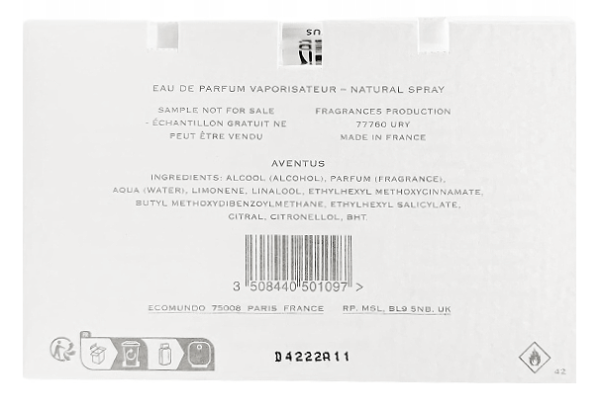 US
EAU DE PARFUM VAPORISATEUR – NATURAL SPRAY
SAMPLE NOT FOR SALE
- ÉCHANTILLON GRATUIT NE
PEUT ÊTRE VENDU
FRAGRANCES PRODUCTION
77760 URY
MADE IN FRANCE
AVENTUS
INGREDIENTS: ALCOOL (ALCOHOL), PARFUM (FRAGRANCE),
AQUA (WATER), LIMONENE, LINALOOL, ETHYLHEXYL METHOXYCINNAMATE,
BUTYL METHOXYDIBENZOYLMETHANE, ETHYLHEXYL SALICYLATE,
CITRAL, CITRONELLOL, BHT.
3 508440 501097 >
ECOMUNDO 75008 PARIS FRANCE
RP. MSL, BL9 5NB. UK
D4222A11
42